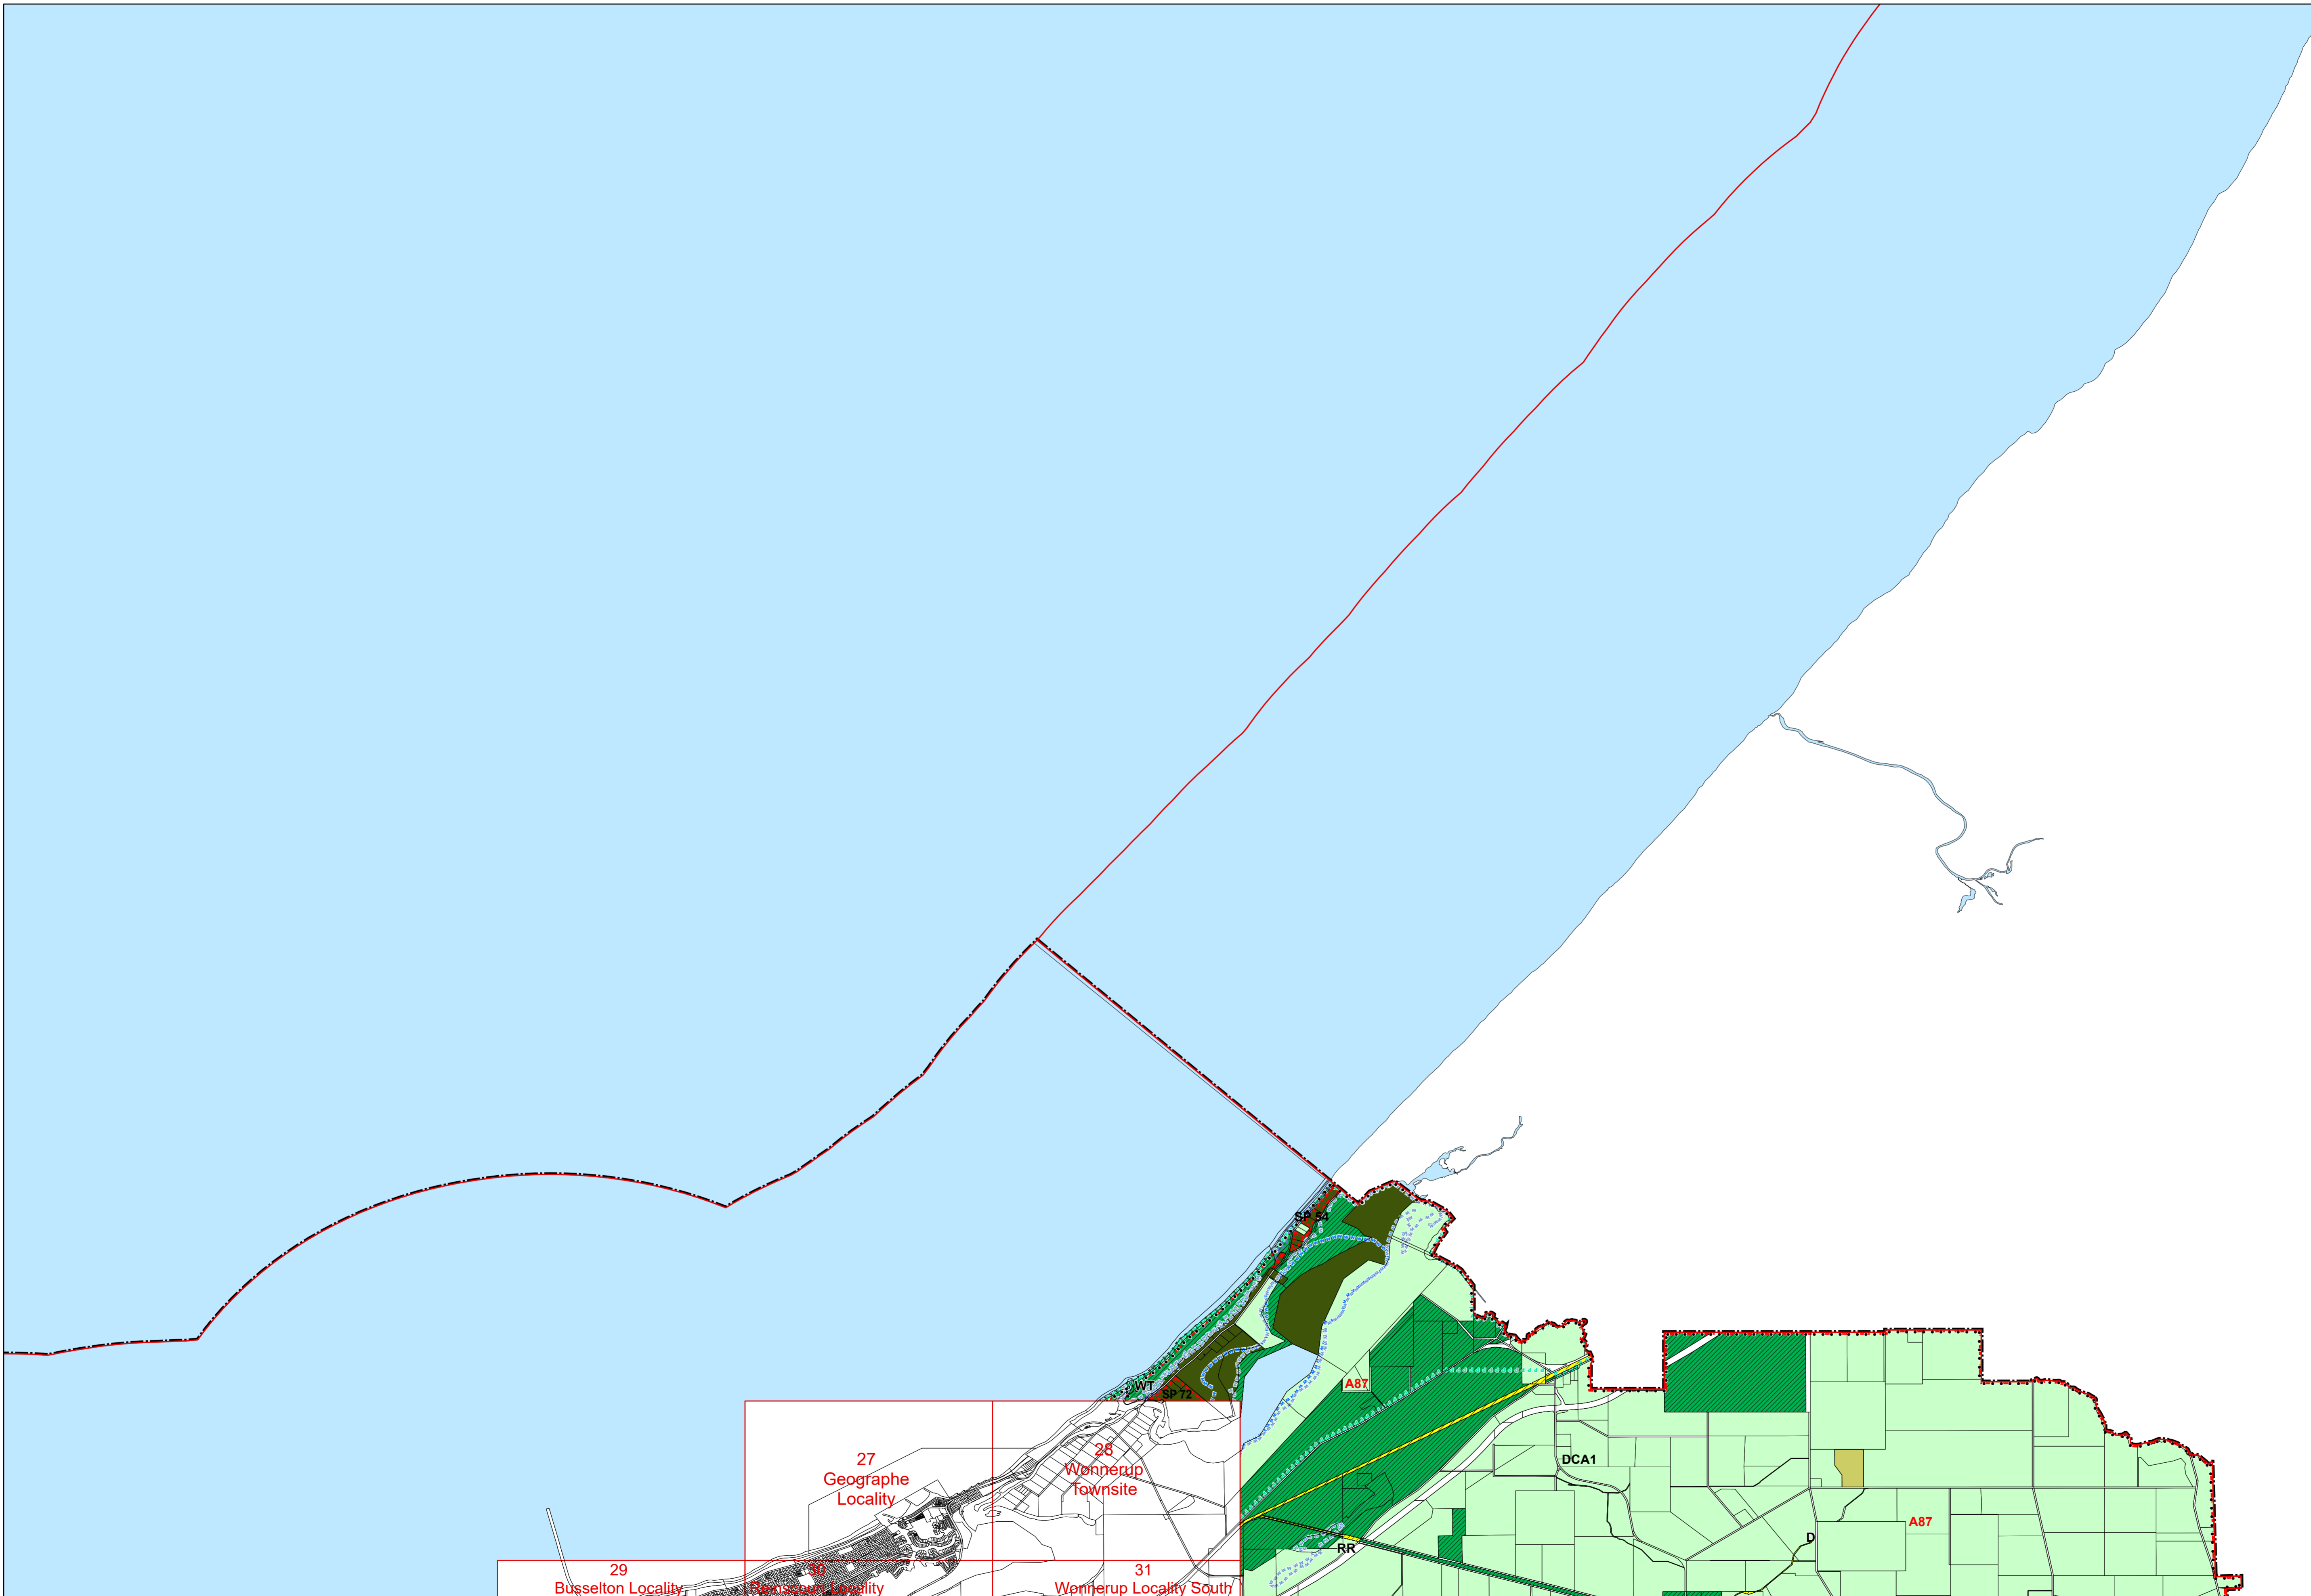 SP 54
WT
SP 72
A87
27
Geographe
Locality
28
Wonnerup
Townsite
DCA1
A87
D
RR
29
Busselton Locality
30
Reinscourt Locality
31
Wonnerup Locality South